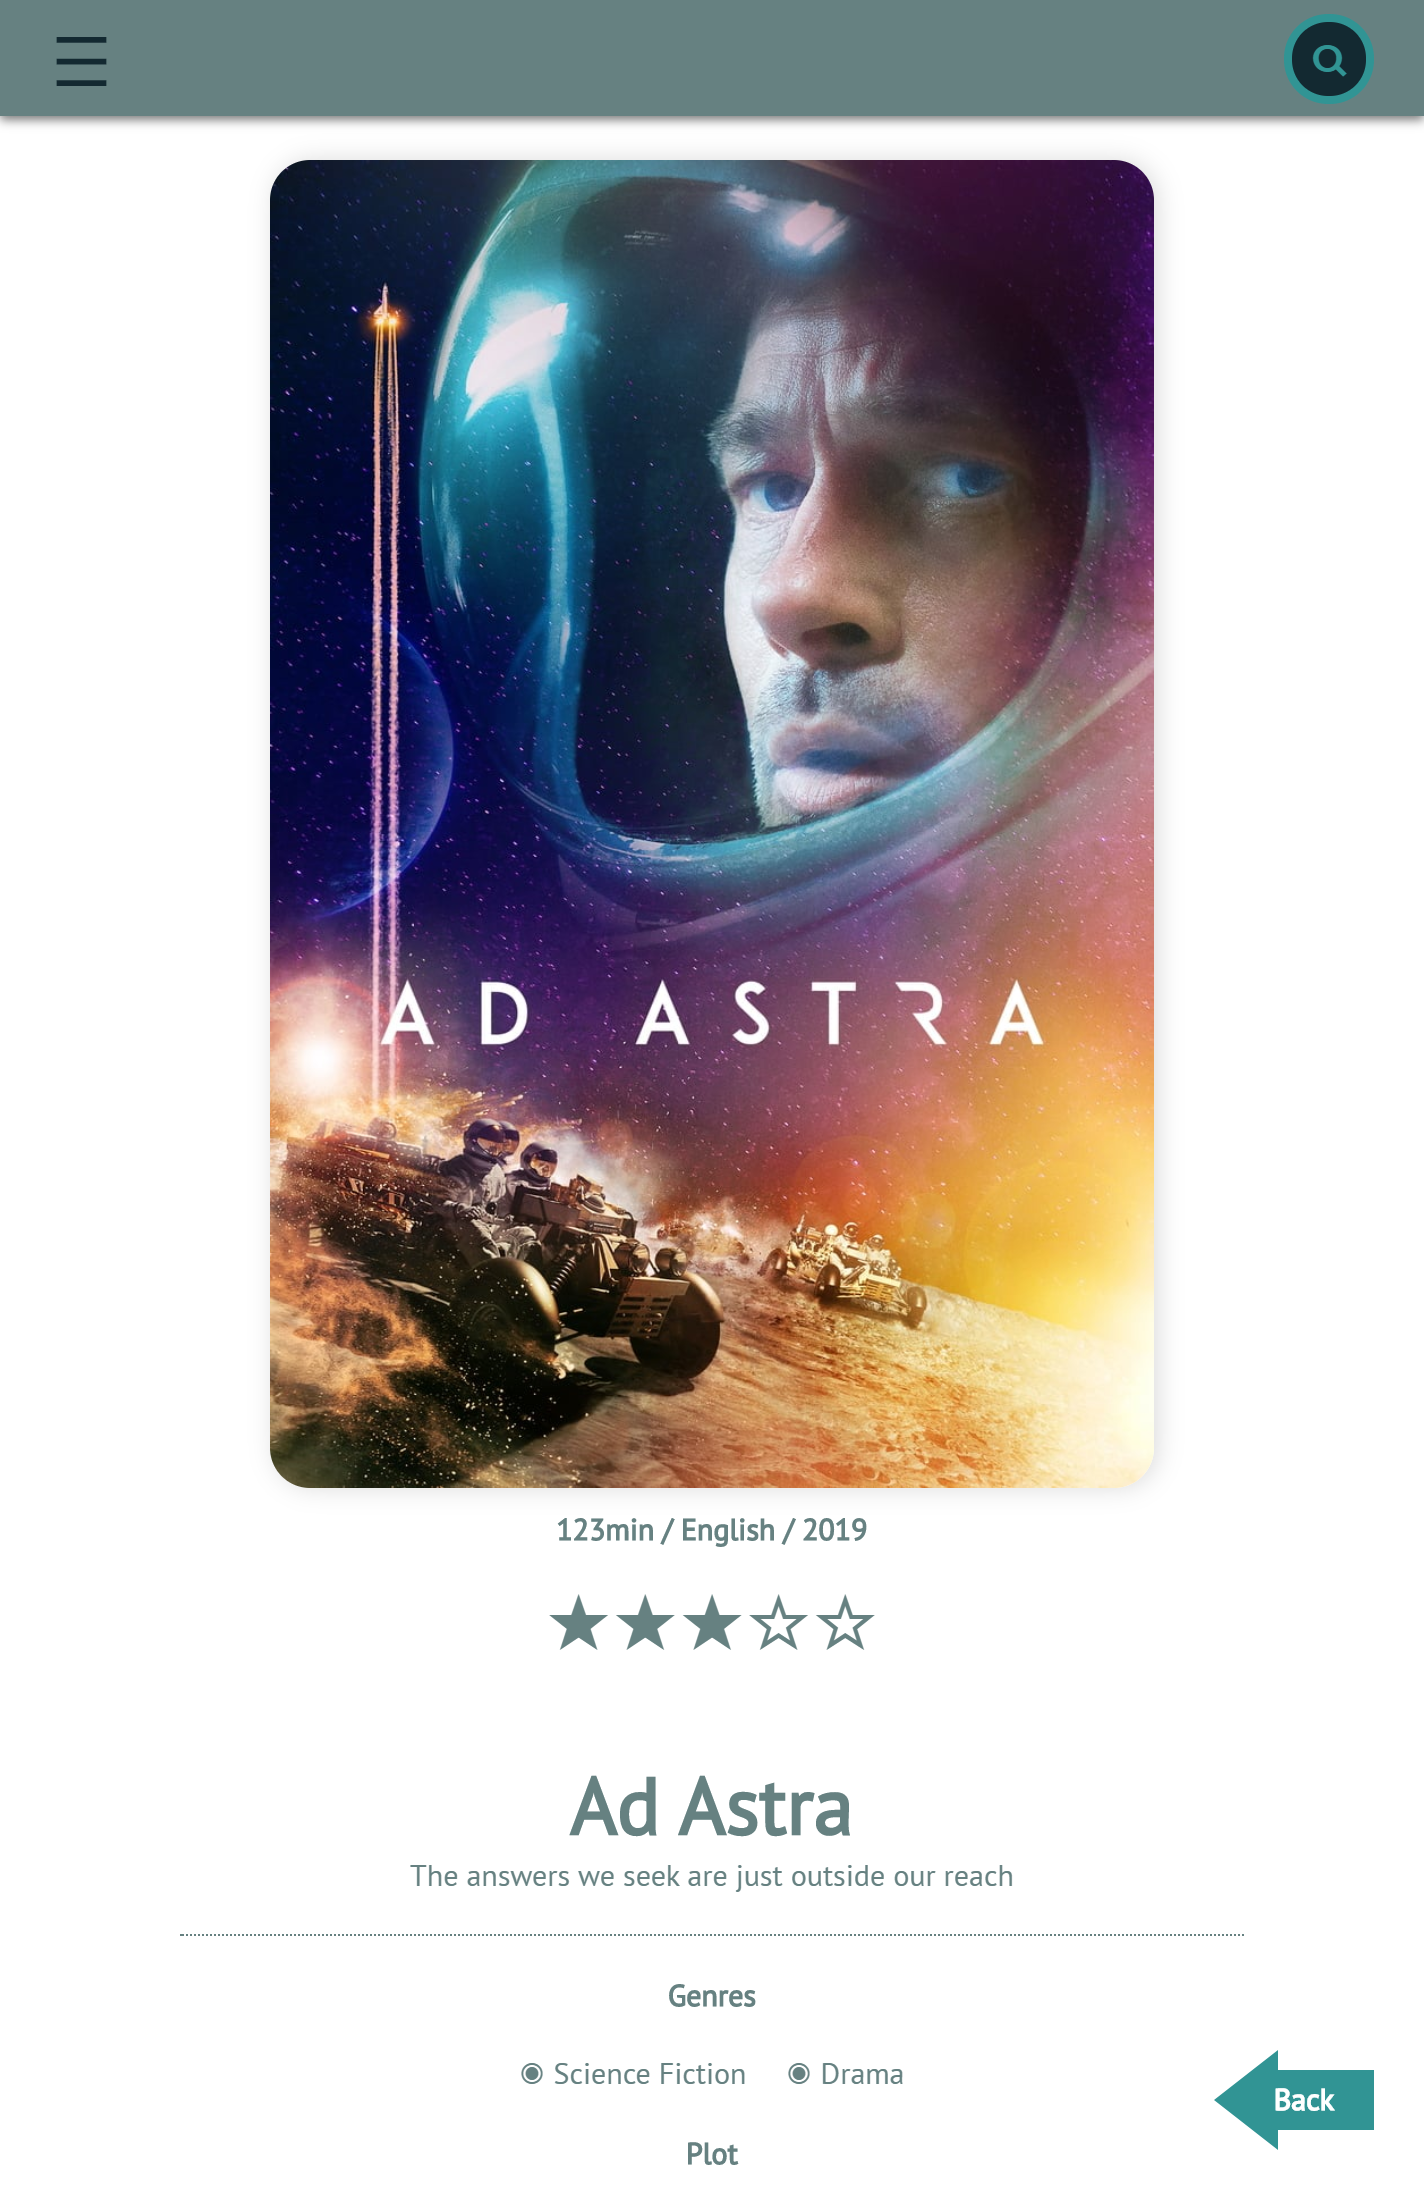 AD ASTRA
123min / English / 2019
Ad Astra
The answers we seek are just outside our reach
Genres
Science Fiction Drama
Back
Plot